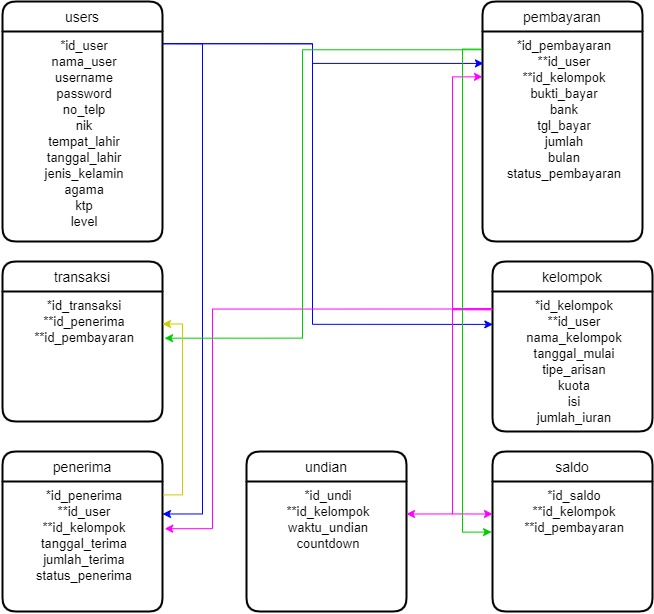 users
*id_user
nama_user
username
password
no_telp
nik
tempat_lahir
tanggal_lahir
jenis_kelamin
agama
ktp
level
pembayaran
*id_pembayaran
**id_user
**id_kelompok
bukti_bayar
bank
tgl_bayar
jumlah
bulan
status_pembayaran
transaksi
*id_transaksi
**id_penerima
**id_pembayaran
kelompok
*id_kelompok
**id_user
nama_kelompok
tanggal_mulai
tipe_arisan
kuota
isi
jumlah_iuran
penerima
*id_penerima
**id_user
**id_kelompok
tanggal_terima
jumlah_terima
status_penerima
undian
*id_undi
**id_kelompok
waktu_undian
countdown
saldo
*id_saldo
**id_kelompok
**id_pembayaran